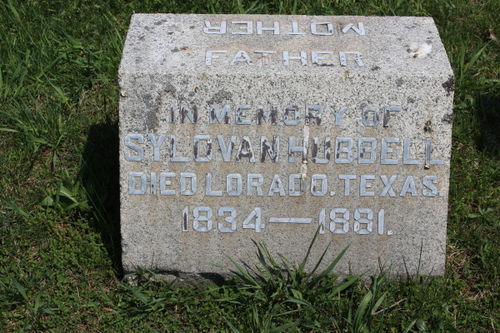 MOTHER
FATHER
IN MEMORY OF
SYLOVAN HUBBELL
DIED LORADO, TEXAS
1834—1881.